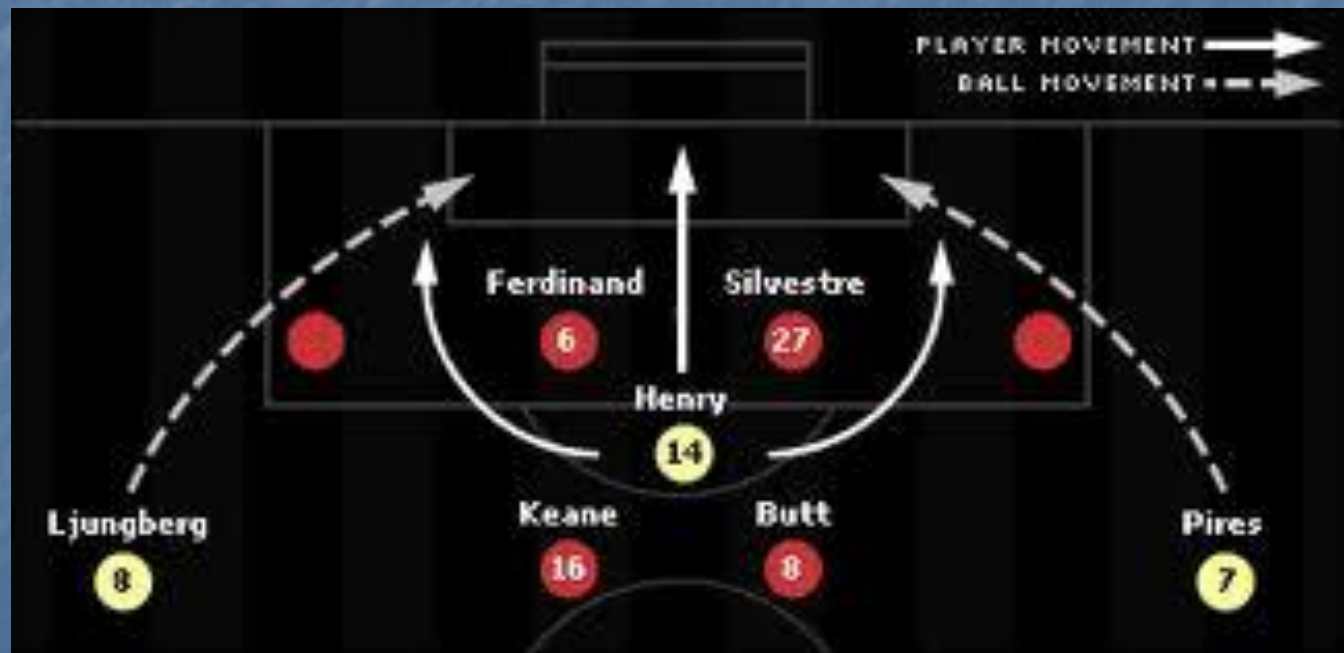 PLAYER MOVEMENT
BALL MOVEMENT
Ferdinand
Silvestre
6
27
Henry
14
Ljungberg
Keane
Butt
Pires
8
16
8
7